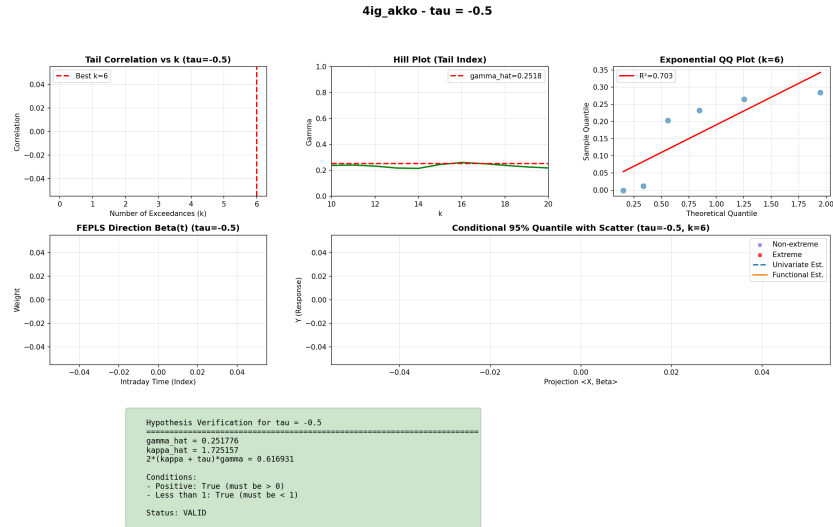 4ig_akko - tau = -0.5
Tail Correlation vs k (tau=-0.5)
Best k=6
Correlation
0.04
0.02
0.00
−0.02
−0.04
0 1 2 3 4 5 6
Number of Exceedances (k)
Hill Plot (Tail Index)
gamma_hat=0.2518
Gamma
1.0
0.8
0.6
0.4
0.2
0.0
10 12 14 16 18 20
k
Exponential QQ Plot (k=6)
R²=0.703
Sample Quantile
0.35
0.30
0.25
0.20
0.15
0.10
0.05
0.00
0.25 0.50 0.75 1.00 1.25 1.50 1.75 2.00
Theoretical Quantile
FEPLS Direction Beta(t) (tau=-0.5)
Weight
0.04
0.02
0.00
−0.02
−0.04
−0.04 −0.02 0.00 0.02 0.04
Intraday Time (Index)
Conditional 95% Quantile with Scatter (tau=-0.5, k=6)
Non-extreme
Extreme
Univariate Est.
Functional Est.
Y (Response)
0.04
0.02
0.00
−0.02
−0.04
−0.04 −0.02 0.00 0.02 0.04
Projection <X, Beta>
Hypothesis Verification for tau = -0.5
======================================================================
gamma_hat = 0.251776
kappa_hat = 1.725157
2*(kappa + tau)*gamma = 0.616931
Conditions:
- Positive: True (must be > 0)
- Less than 1: True (must be < 1)
Status: VALID